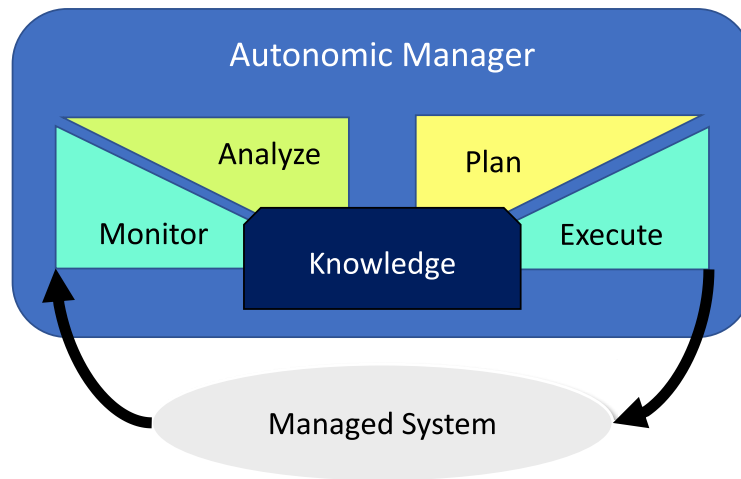 Autonomic Manager
Analyze
Plan
Monitor
Execute
Knowledge
Managed System